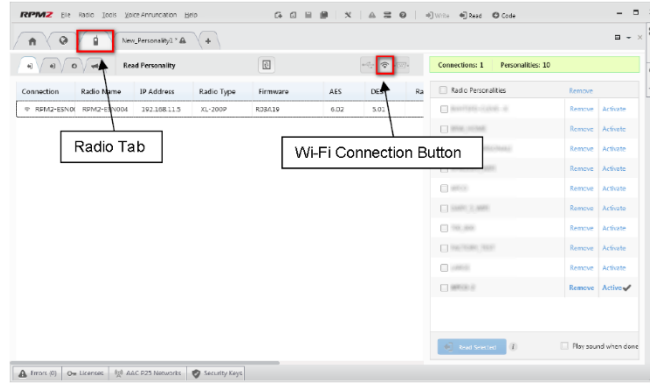 RPM2 File Radio Tools Voice Annunciation Help Write Read Code
New_Personality1 *
Read Personality
Connections: 1 Personalities: 10
Connection Radio Name IP Address Radio Type Firmware AES DES Ra
RPM2-ESN0 RPM2-ESN004 192.168.11.5 XL-200P R03A19 6.02 5.01
Radio Tab
Wi-Fi Connection Button
Radio Personalities Remove
Remove Activate
Remove Activate
Remove Activate
Remove Activate
Remove Activate
Remove Activate
Remove Activate
Remove Activate
Remove Activate
Remove Active
Read Selected Play sound when done
Errors (0) Licenses AAC P25 Networks Security Keys